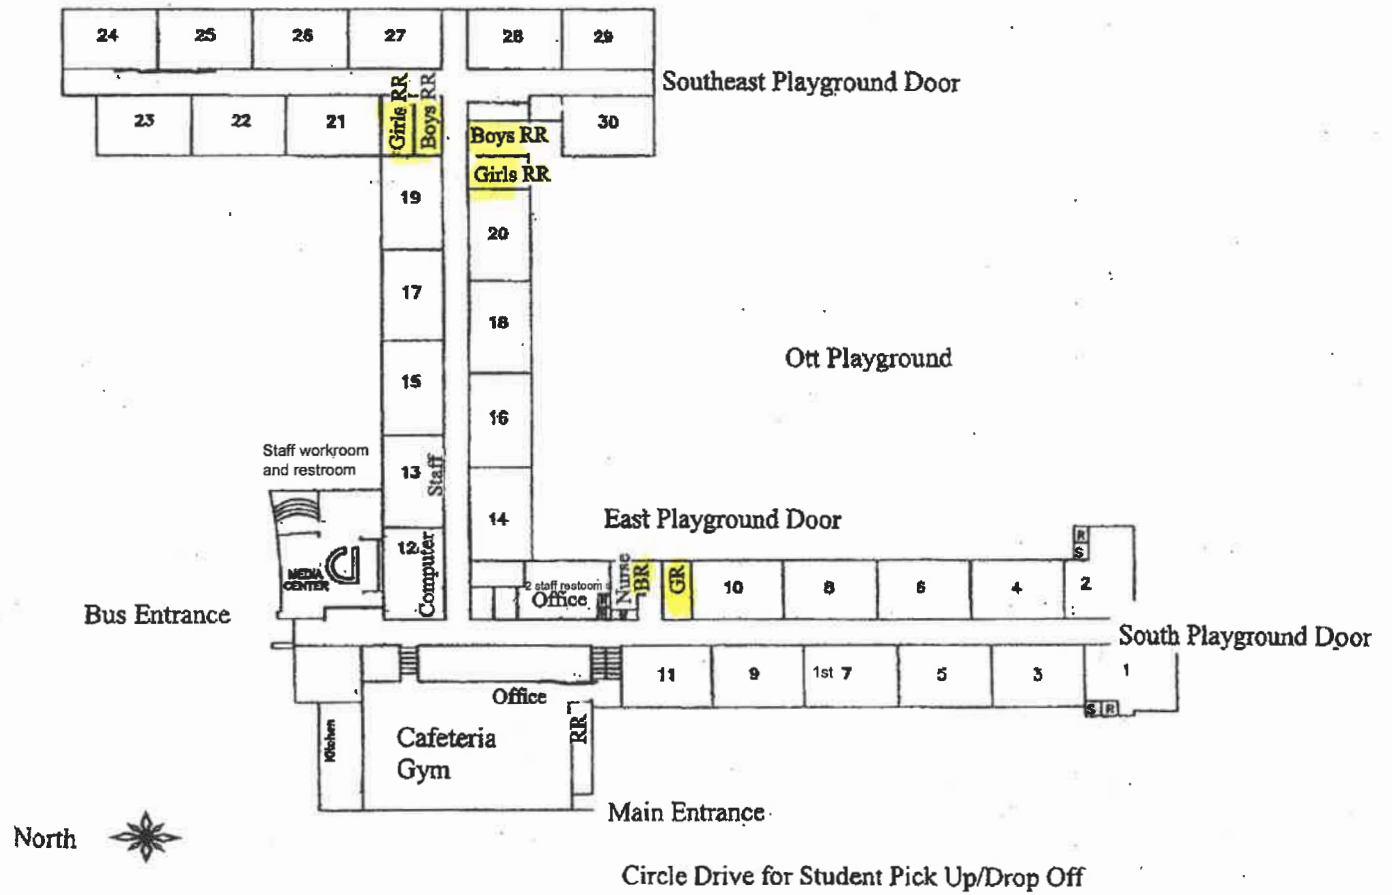 24 25 26 27 28 29
Girls RR
Boys RR
Southeast Playground Door
23 22 21
Boys RR
30
Girls RR
19
20
17
18
Ott Playground
15
16
Staff workroom
and restroom
13
Staff
14
East Playground Door
12
Computer
MEDIA
CENTER
2 staff restoom s
Office
Nurse
BR
GR
10 8 6 4 2
R
S
Bus Entrance
South Playground Door
11 9 1st 7 5 3 1
S R
Office
Kitchen
Cafeteria
Gym
RR
Main Entrance
North
Circle Drive for Student Pick Up/Drop Off